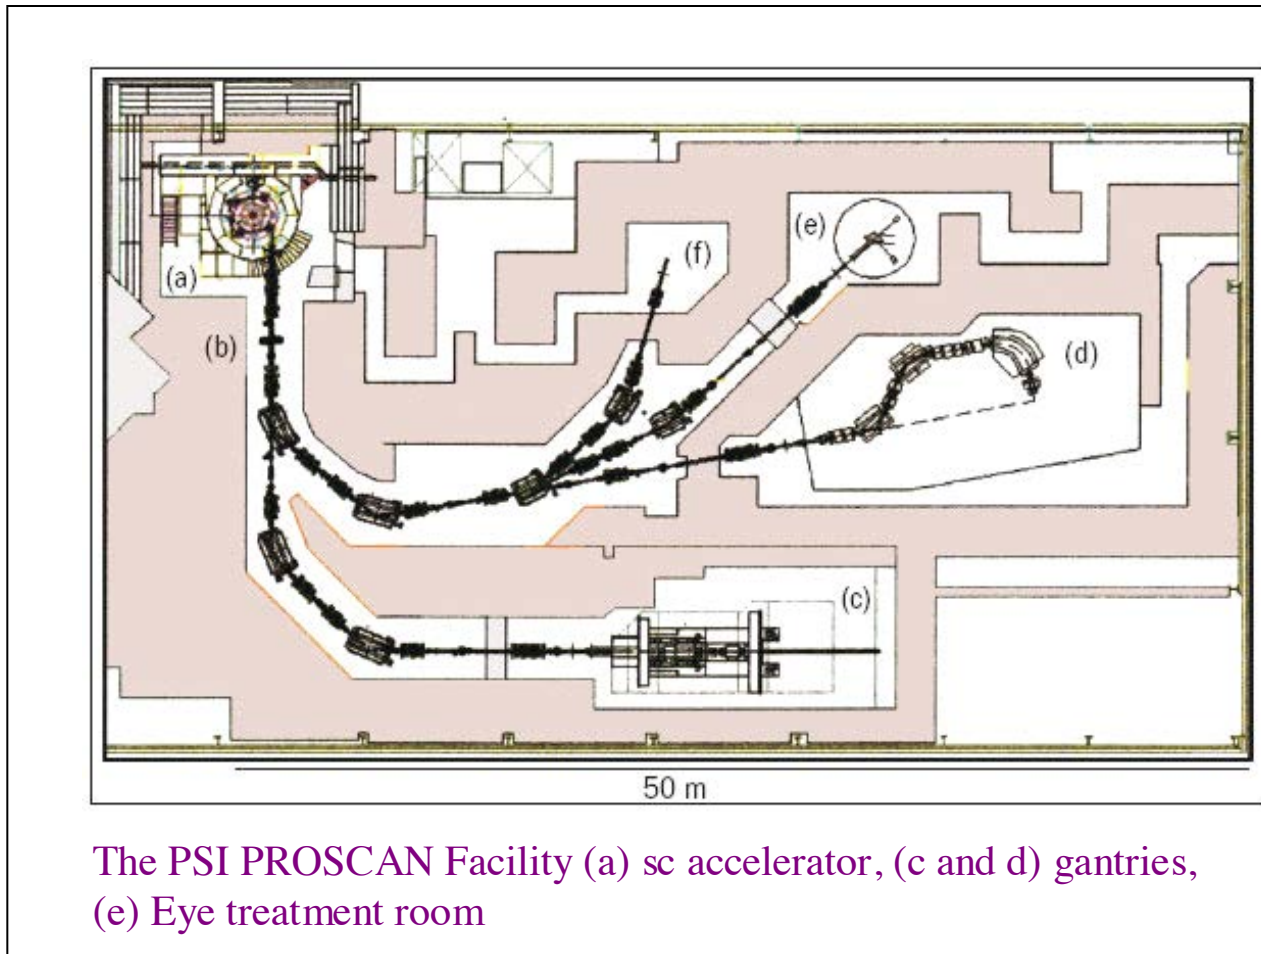 (e)
(f)
(a)
(b)
(d)
(c)
50 m
The PSI PROSCAN Facility (a) sc accelerator, (c and d) gantries,
(e) Eye treatment room